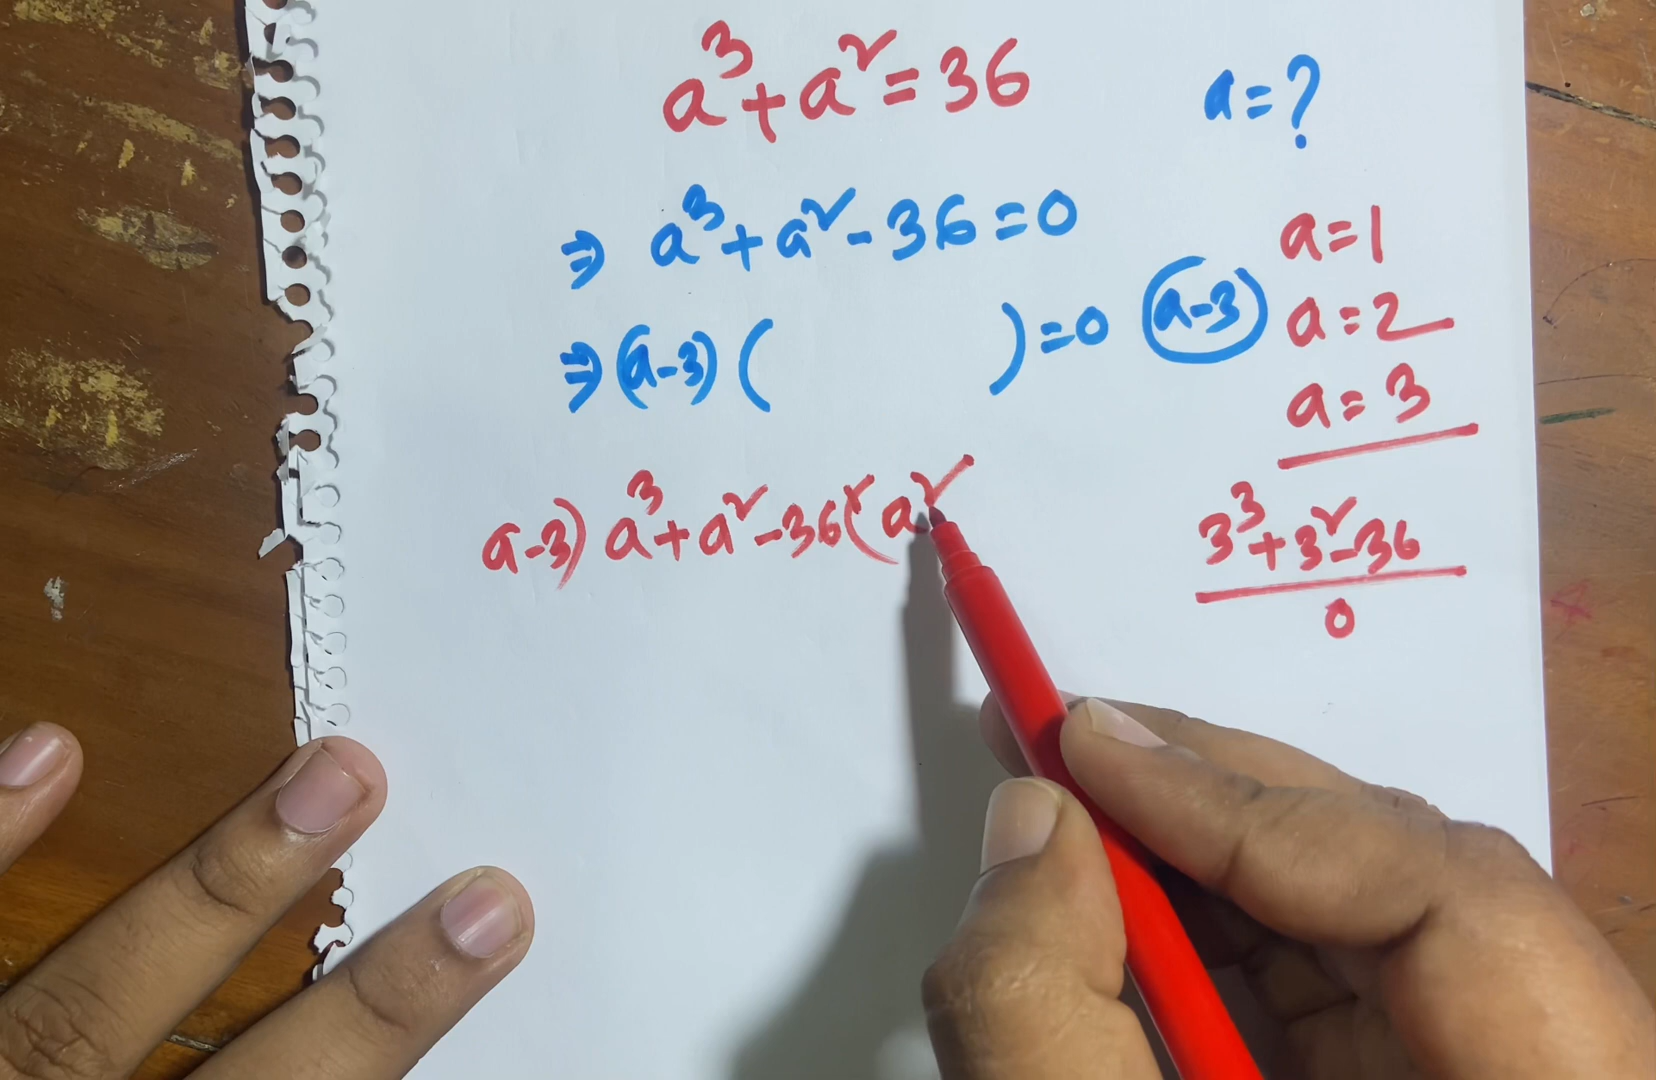 a³+a²=36
a=?
⇒ a³+a²-36=0
⇒ (a-3) ( ) =0
(a-3)
a=1
a=2
a=3
a-3) a³+a²-36( a²
3³+3²-36
0